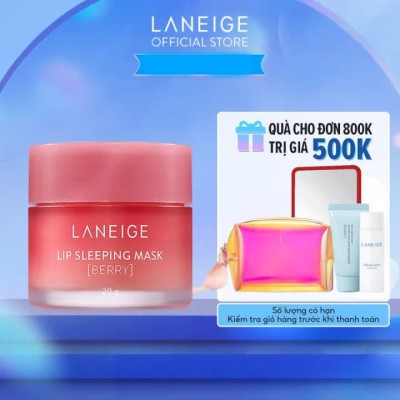 LANEIGE
OFFICIAL STORE
QUÀ CHO ĐƠN 800K
TRỊ GIÁ 500K
LANEIGE
LIP SLEEPING MASK
[BERRY]
20 g
LANEIGE
Số lượng có hạn
Kiểm tra giỏ hàng trước khi thanh toán